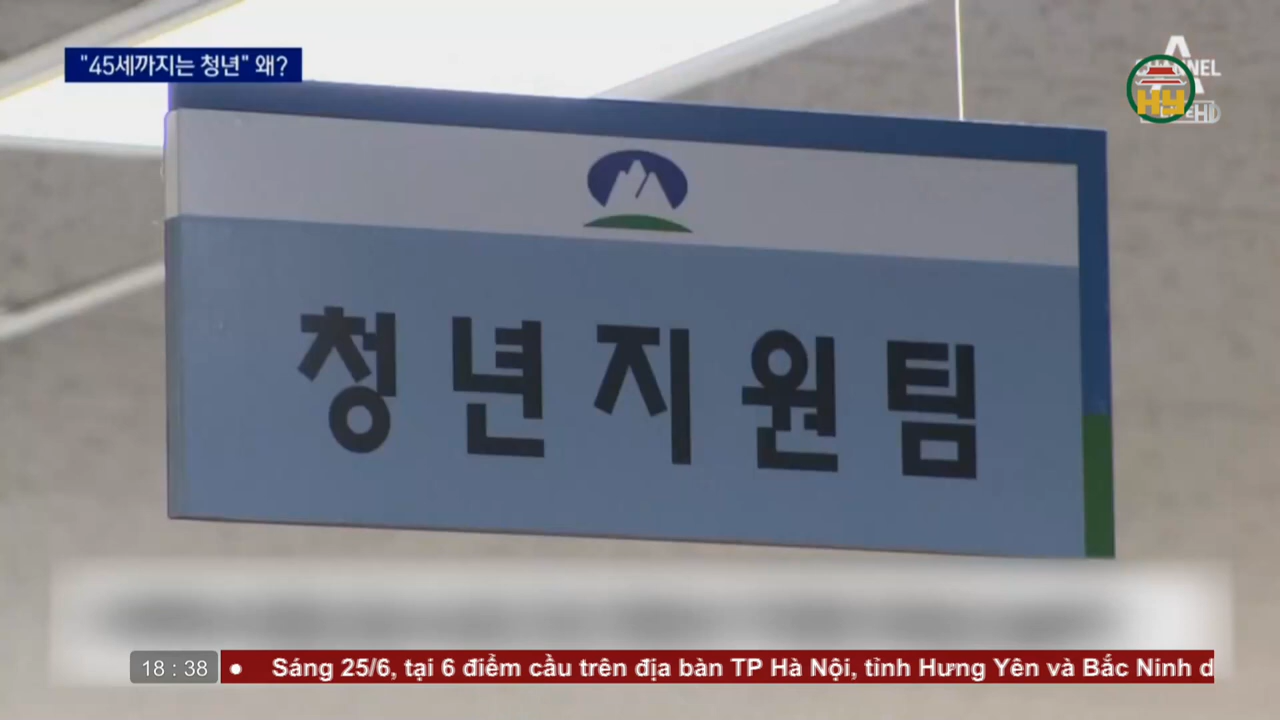 "45세까지는 청년" 왜?
HY
청년지원팀
18 : 38
Sáng 25/6, tại 6 điểm cầu trên địa bàn TP Hà Nội, tỉnh Hưng Yên và Bắc Ninh d